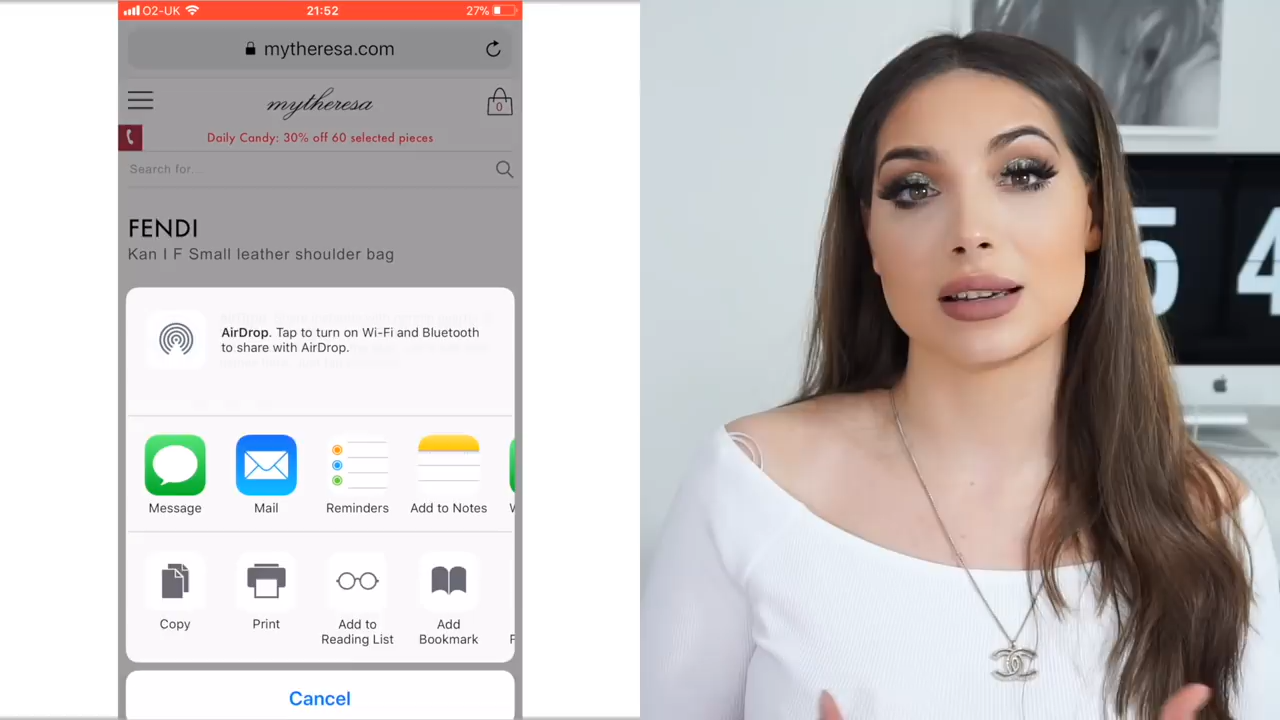 O2-UK
21:52
27%
mytheresa.com
mytheresa
0
Daily Candy: 30% off 60 selected pieces
Search for...
FENDI
Kan I F Small leather shoulder bag
AirDrop. Tap to turn on Wi-Fi and Bluetooth
to share with AirDrop.
Message
Mail
Reminders
Add to Notes
Copy
Print
Add to
Reading List
Add
Bookmark
Cancel
5
4